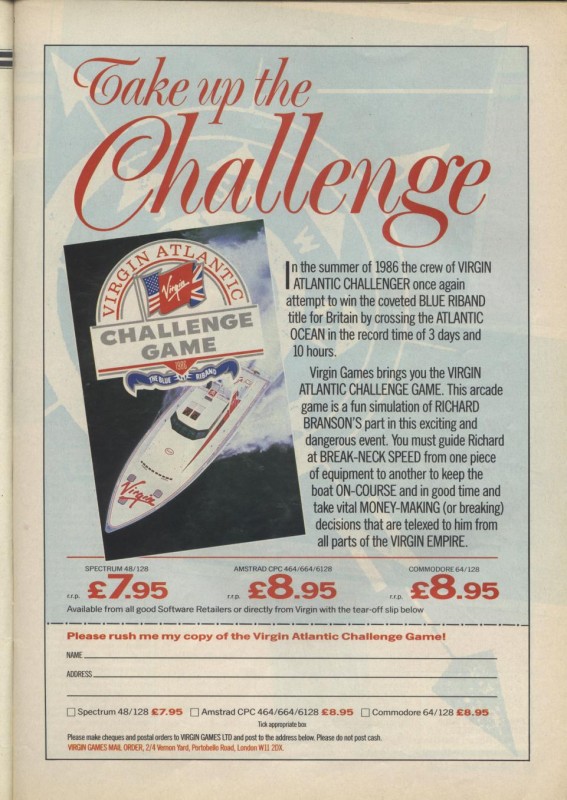 Take up the
Challenge
VIRGIN ATLANTIC
Virgin
CHALLENGE
GAME
1986
THE BLUE RIBAND
Virgin
In the summer of 1986 the crew of VIRGIN
ATLANTIC CHALLENGER once again
attempt to win the coveted BLUE RIBAND
title for Britain by crossing the ATLANTIC
OCEAN in the record time of 3 days and
10 hours.
Virgin Games brings you the VIRGIN
ATLANTIC CHALLENGE GAME. This arcade
game is a fun simulation of RICHARD
BRANSON'S part in this exciting and
dangerous event. You must guide Richard
at BREAK-NECK SPEED from one piece
of equipment to another to keep the
boat ON-COURSE and in good time and
take vital MONEY-MAKING (or breaking)
decisions that are telexed to him from
all parts of the VIRGIN EMPIRE.
SPECTRUM 48/128
r.r.p. £7.95
AMSTRAD CPC 464/664/6128
r.r.p. £8.95
COMMODORE 64/128
r.r.p. £8.95
Available from all good Software Retailers or directly from Virgin with the tear-off slip below
Please rush me my copy of the Virgin Atlantic Challenge Game!
NAME
ADDRESS
Spectrum 48/128 £7.95 Amstrad CPC 464/664/6128 £8.95 Commodore 64/128 £8.95
Tick appropriate box
Please make cheques and postal orders to VIRGIN GAMES LTD and post to the address below. Please do not post cash.
VIRGIN GAMES MAIL ORDER, 2/4 Vernon Yard, Portobello Road, London W11 2DX.